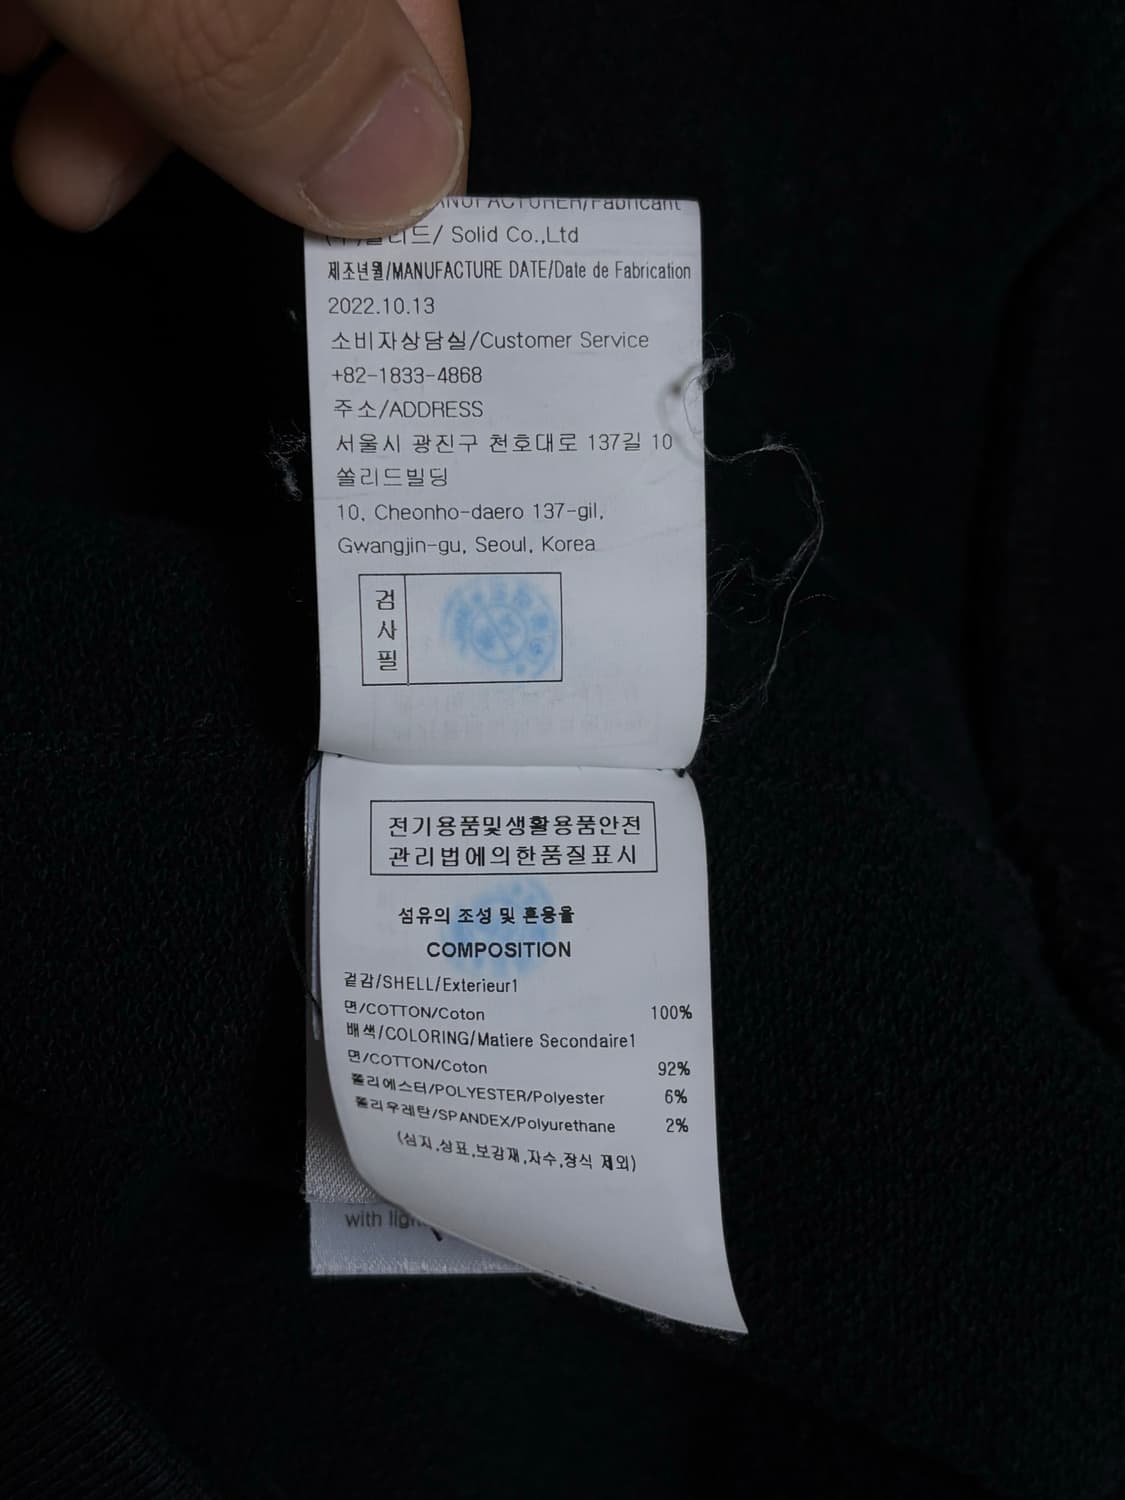 MANUFACTURER/Fabricant
쏠리드/ Solid Co.,Ltd
제조년월/MANUFACTURE DATE/Date de Fabrication
2022.10.13
소비자상담실/Customer Service
+82-1833-4868
주소/ADDRESS
서울시 광진구 천호대로 137길 10
쏠리드빌딩
10, Cheonho-daero 137-gil,
Gwangjin-gu, Seoul, Korea
검
사
필
전기용품및생활용품안전
관리법에의한품질표시
섬유의 조성 및 혼용율
COMPOSITION
겉감/SHELL/Exterieur1
면/COTTON/Coton 100%
배색/COLORING/Matiere Secondaire1
면/COTTON/Coton 92%
폴리에스터/POLYESTER/Polyester 6%
폴리우레탄/SPANDEX/Polyurethane 2%
(심지,상표,보강재,자수,장식 제외)
with